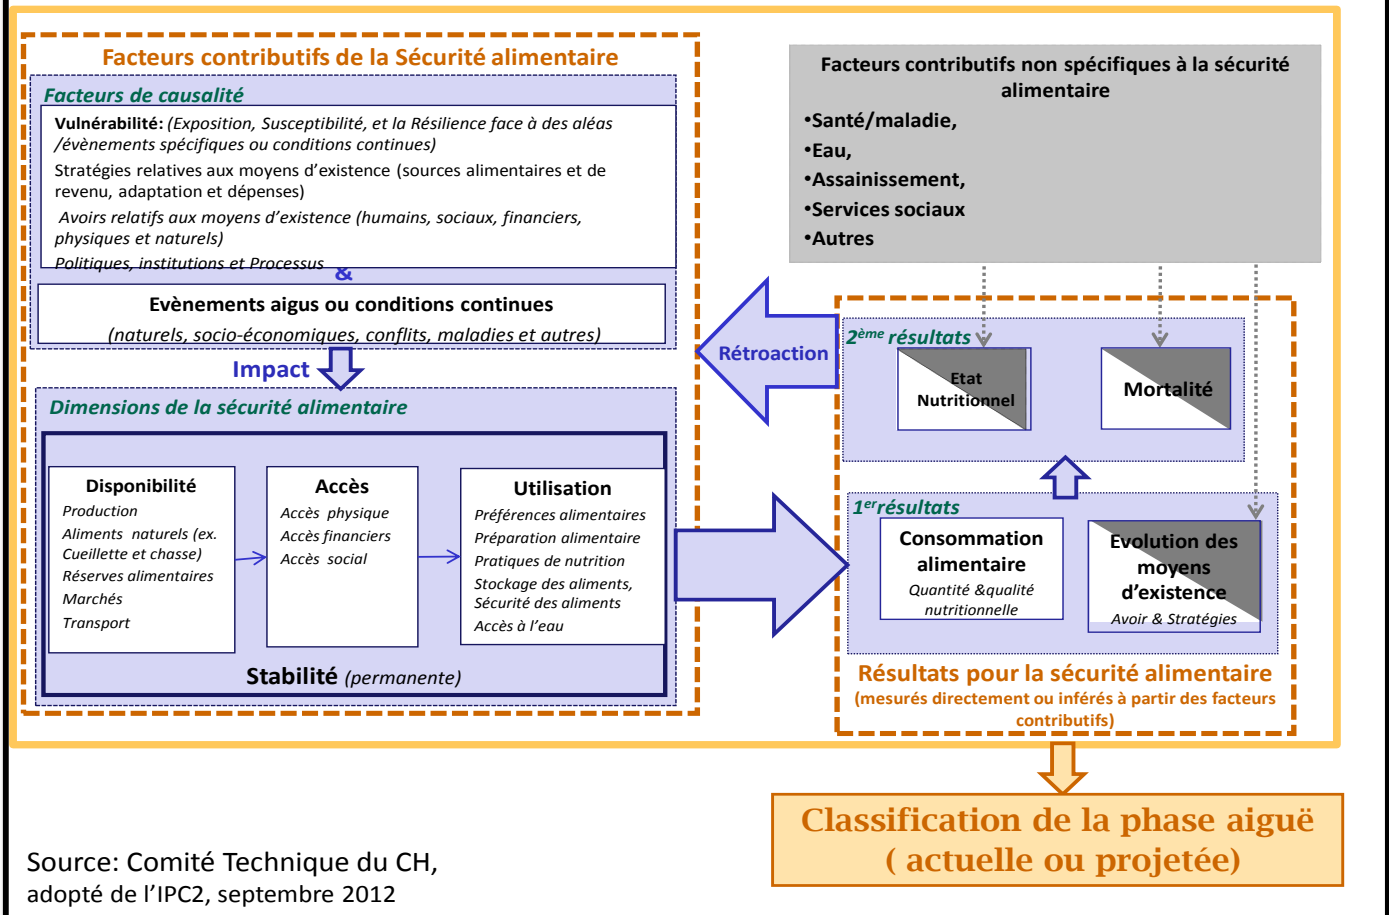 Facteurs contributifs de la Sécurité alimentaire
Facteurs de causalité
Vulnérabilité: (Exposition, Susceptibilité, et la Résilience face à des aléas
/évènements spécifiques ou conditions continues)
Stratégies relatives aux moyens d’existence (sources alimentaires et de
revenu, adaptation et dépenses)
Avoirs relatifs aux moyens d’existence (humains, sociaux, financiers,
physiques et naturels)
Politiques, institutions et Processus
&
Evènements aigus ou conditions continues
(naturels, socio-économiques, conflits, maladies et autres)
Impact
Dimensions de la sécurité alimentaire
Disponibilité
Production
Aliments naturels (ex.
Cueillette et chasse)
Réserves alimentaires
Marchés
Transport
Accès
Accès physique
Accès financiers
Accès social
Utilisation
Préférences alimentaires
Préparation alimentaire
Pratiques de nutrition
Stockage des aliments,
Sécurité des aliments
Accès à l’eau
Stabilité (permanente)
Facteurs contributifs non spécifiques à la sécurité
alimentaire
•Santé/maladie,
•Eau,
•Assainissement,
•Services sociaux
•Autres
Rétroaction
2ème résultats
Etat
Nutritionnel
Mortalité
1er résultats
Consommation
alimentaire
Quantité &qualité
nutritionnelle
Evolution des
moyens
d’existence
Avoir & Stratégies
Résultats pour la sécurité alimentaire
(mesurés directement ou inférés à partir des facteurs
contributifs)
Classification de la phase aiguë
( actuelle ou projetée)
Source: Comité Technique du CH,
adopté de l’IPC2, septembre 2012